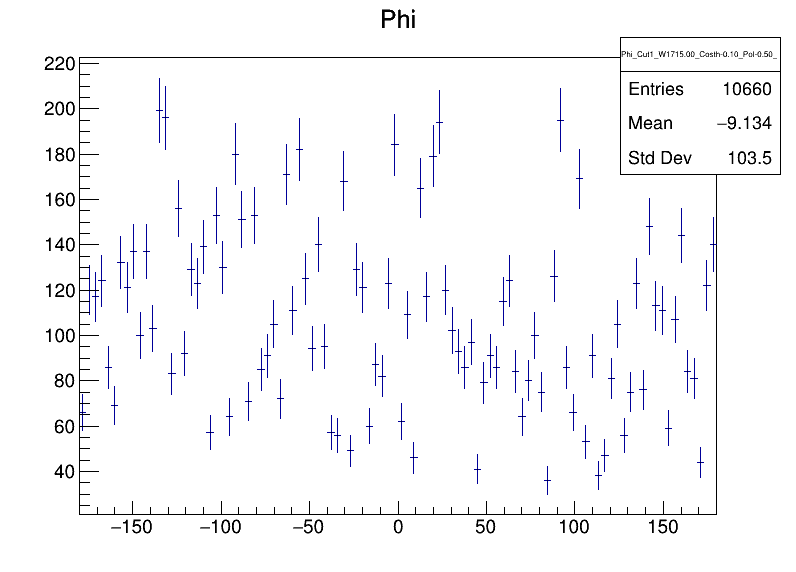 Phi
Phi_Cut1_W1715.00_Costh-0.10_Pol-0.50_
Entries 10660
Mean −9.134
Std Dev 103.5
220
200
180
160
140
120
100
80
60
40
−150 −100 −50 0 50 100 150